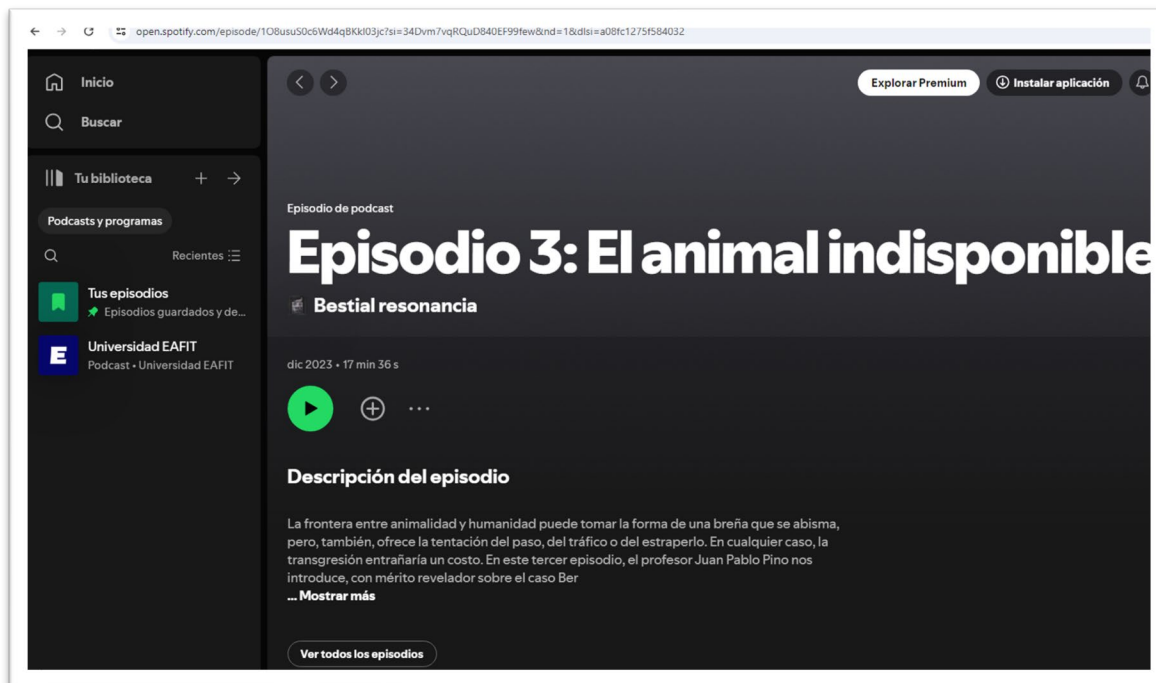 open.spotify.com/episode/1O8usuS0c6Wd4qBKkI03jc?si=34Dvm7vqRQuD840EF99few&nd=1&dlsi=a08fc1275f584032
Inicio
Buscar
Tu biblioteca
Podcasts y programas
Recientes
Tus episodios
Episodios guardados y de...
E
Universidad EAFIT
Podcast • Universidad EAFIT
Explorar Premium
Instalar aplicación
Episodio de podcast
Episodio 3: El animal indisponible
Bestial resonancia
dic 2023 • 17 min 36 s
Descripción del episodio
La frontera entre animalidad y humanidad puede tomar la forma de una breña que se abisma,
pero, también, ofrece la tentación del paso, del tráfico o del estraperlo. En cualquier caso, la
transgresión entrañaría un costo. En este tercer episodio, el profesor Juan Pablo Pino nos
introduce, con mérito revelador sobre el caso Ber
... Mostrar más
Ver todos los episodios